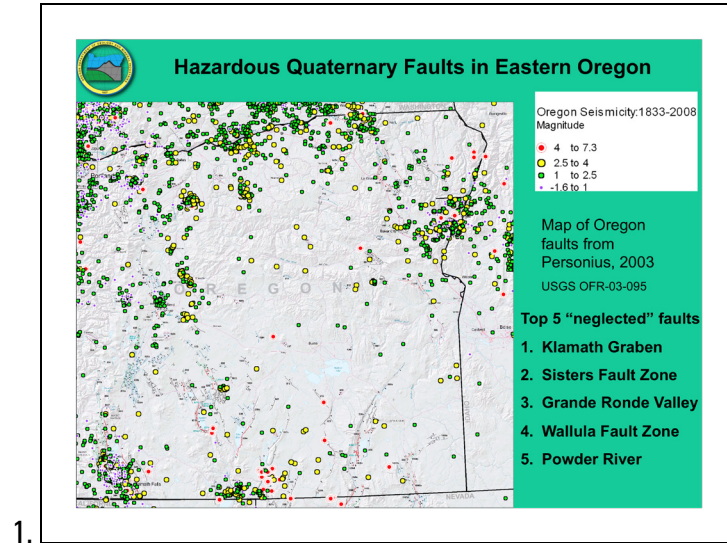 Hazardous Quaternary Faults in Eastern Oregon
Oregon Seismicity:1833-2008
Magnitude
4 to 7.3
2.5 to 4
1 to 2.5
-1.6 to 1
WASHINGTON
OREGON
NEVADA
Map of Oregon
faults from
Personius, 2003
USGS OFR-03-095
Top 5 “neglected” faults
1. Klamath Graben
2. Sisters Fault Zone
3. Grande Ronde Valley
4. Wallula Fault Zone
5. Powder River
1.